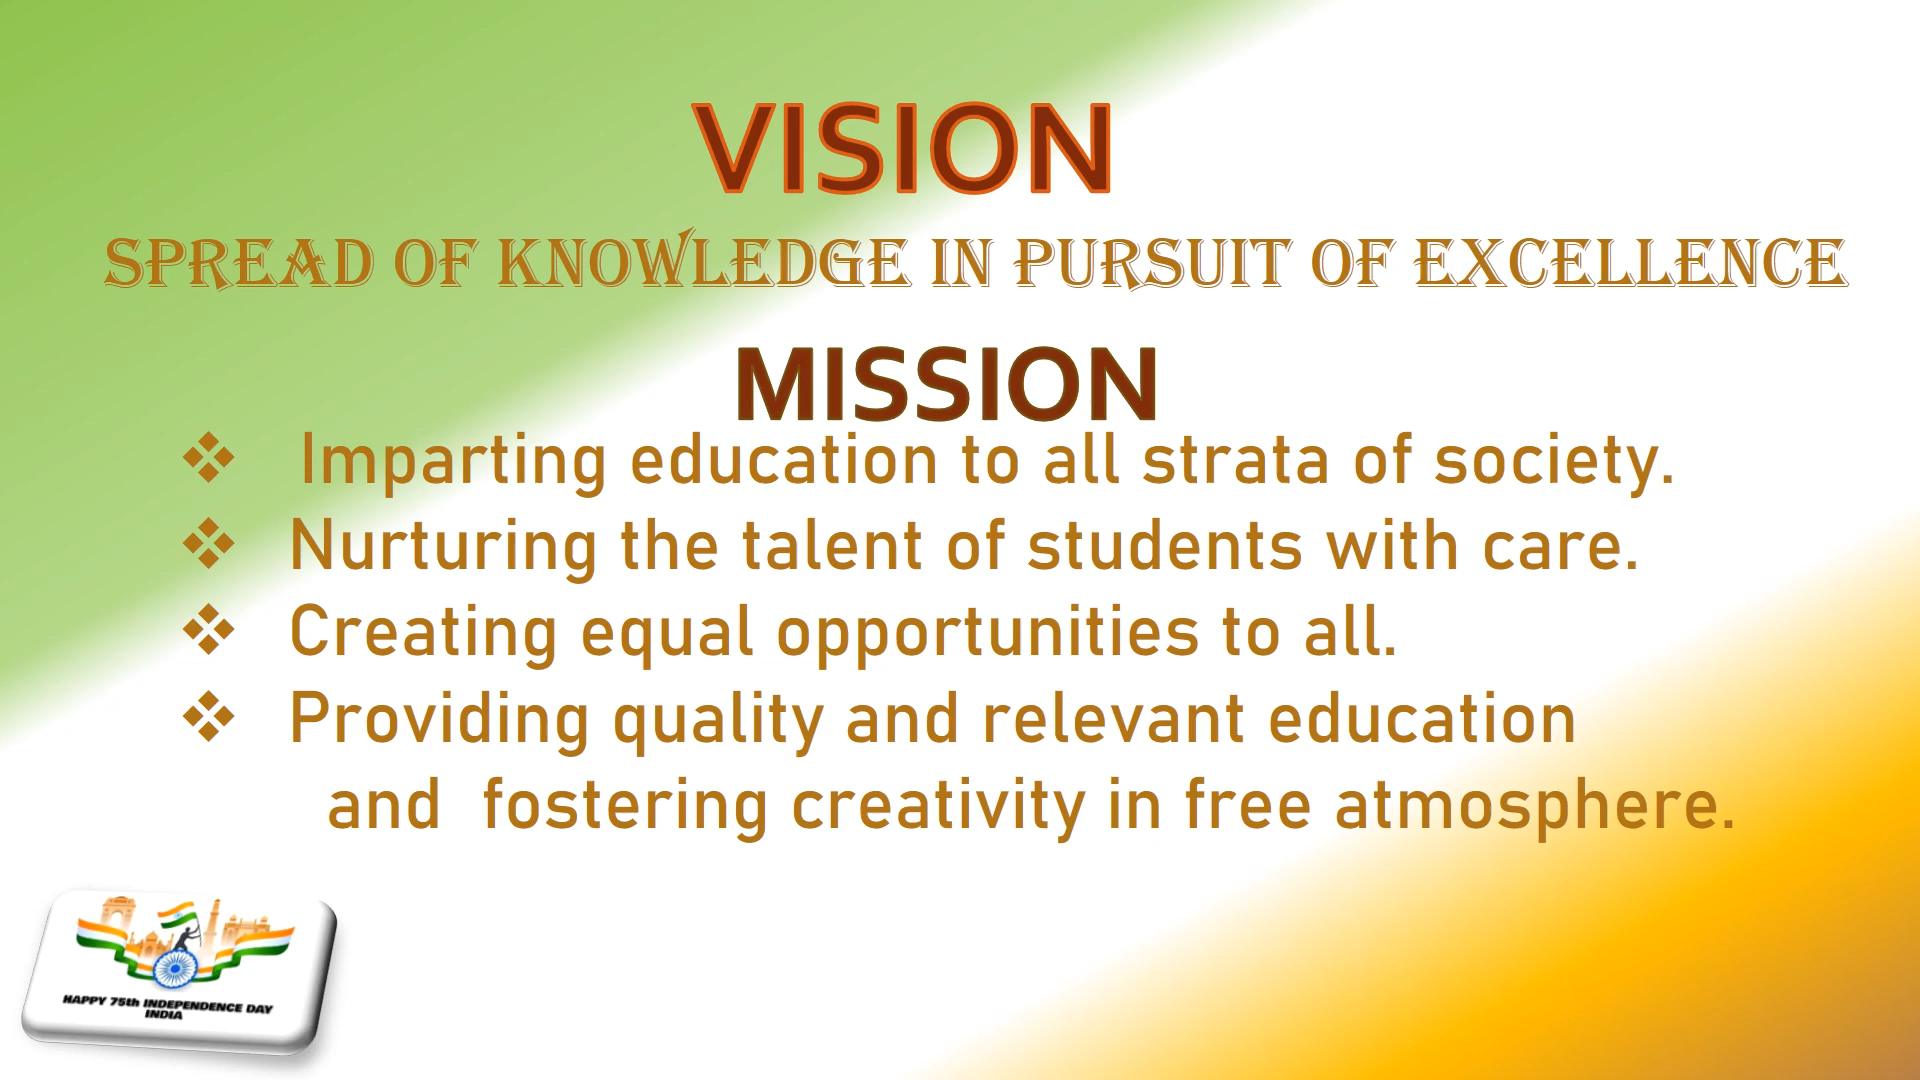 VISION
SPREAD OF KNOWLEDGE IN PURSUIT OF EXCELLENCE
MISSION
❖ Imparting education to all strata of society.
❖ Nurturing the talent of students with care.
❖ Creating equal opportunities to all.
❖ Providing quality and relevant education
and fostering creativity in free atmosphere.
HAPPY 75th INDEPENDENCE DAY
INDIA